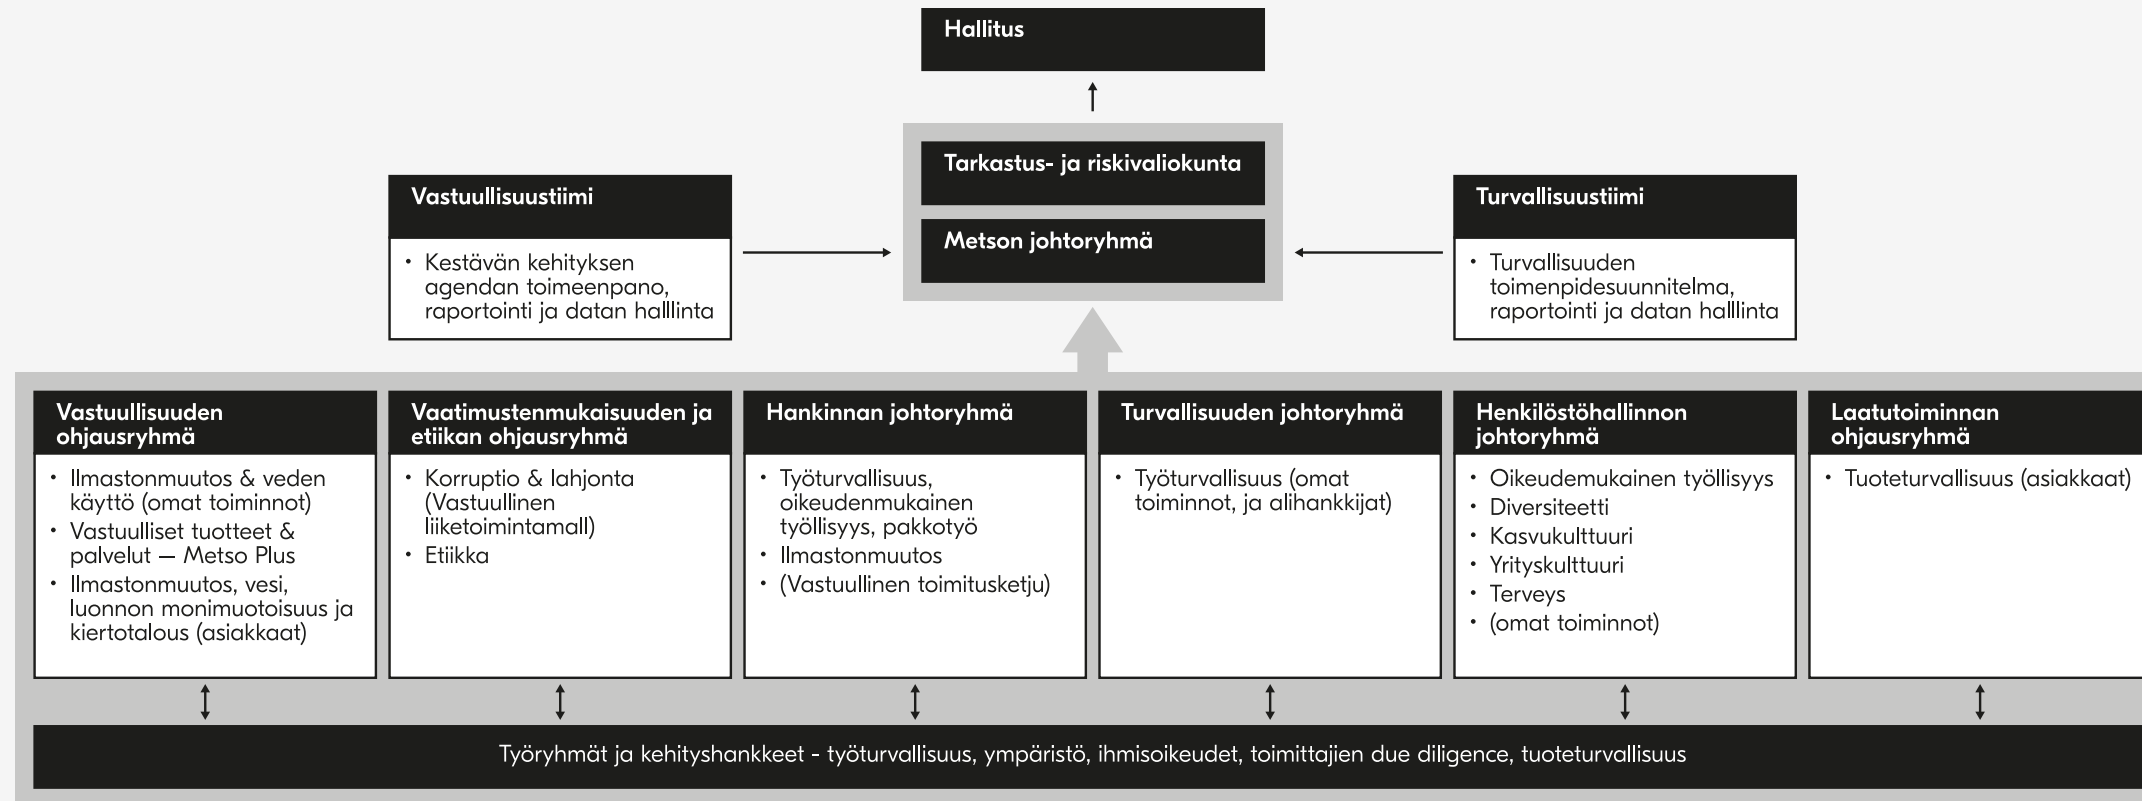 Hallitus
Tarkastus- ja riskivaliokunta
Metson johtoryhmä
Vastuullisuustiimi
• Kestävän kehityksen
agendan toimeenpano,
raportointi ja datan halllinta
Turvallisuustiimi
• Turvallisuuden
toimenpidesuunnitelma,
raportointi ja datan halllinta
Vastuullisuuden
ohjausryhmä
• Ilmastonmuutos & veden
käyttö (omat toiminnot)
• Vastuulliset tuotteet &
palvelut – Metso Plus
• Ilmastonmuutos, vesi,
luonnon monimuotoisuus ja
kiertotalous (asiakkaat)
Vaatimustenmukaisuuden ja
etiikan ohjausryhmä
• Korruptio & lahjonta
(Vastuullinen
liiketoimintamall)
• Etiikka
Hankinnan johtoryhmä
• Työturvallisuus,
oikeudenmukainen
työllisyys, pakkotyö
• Ilmastonmuutos
• (Vastuullinen toimitusketju)
Turvallisuuden johtoryhmä
• Työturvallisuus (omat
toiminnot, ja alihankkijat)
Henkilöstöhallinnon
johtoryhmä
• Oikeudemukainen työllisyys
• Diversiteetti
• Kasvukulttuuri
• Yrityskulttuuri
• Terveys
• (omat toiminnot)
Laatutoiminnan
ohjausryhmä
• Tuoteturvallisuus (asiakkaat)
Työryhmät ja kehityshankkeet - työturvallisuus, ympäristö, ihmisoikeudet, toimittajien due diligence, tuoteturvallisuus